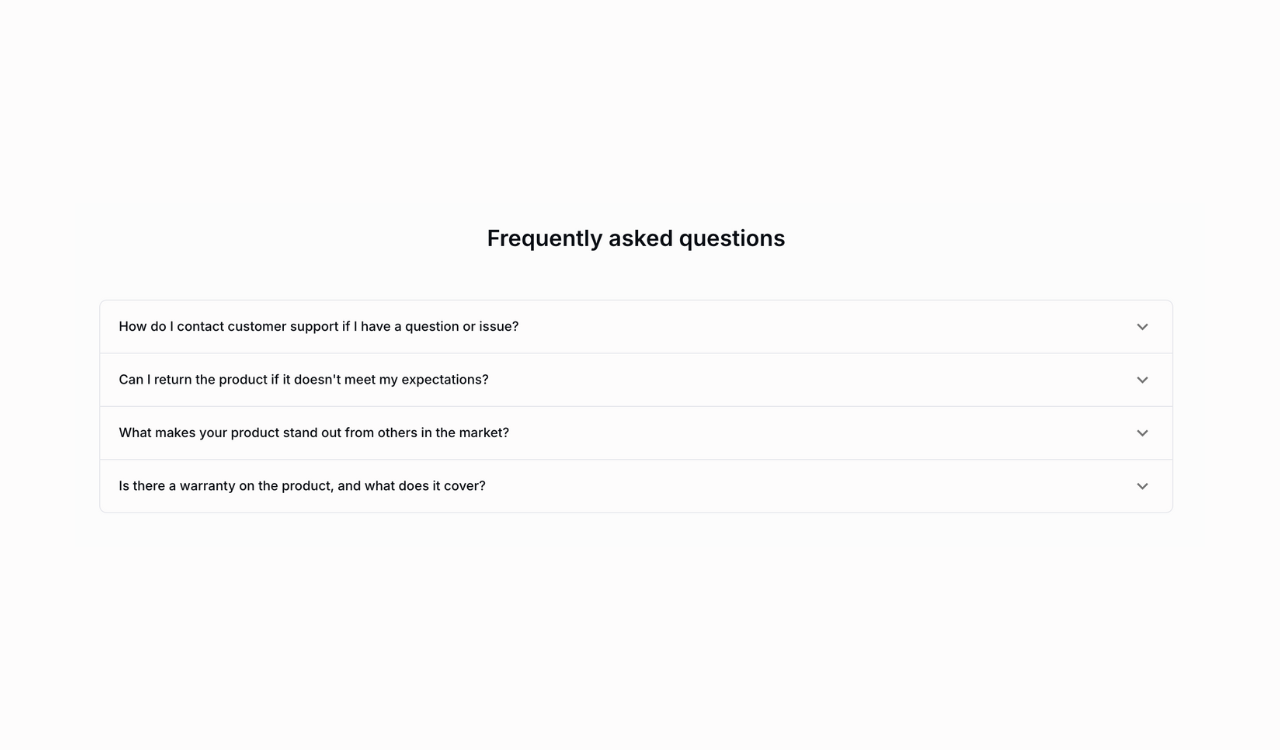 Frequently asked questions
How do I contact customer support if I have a question or issue?
Can I return the product if it doesn't meet my expectations?
What makes your product stand out from others in the market?
Is there a warranty on the product, and what does it cover?